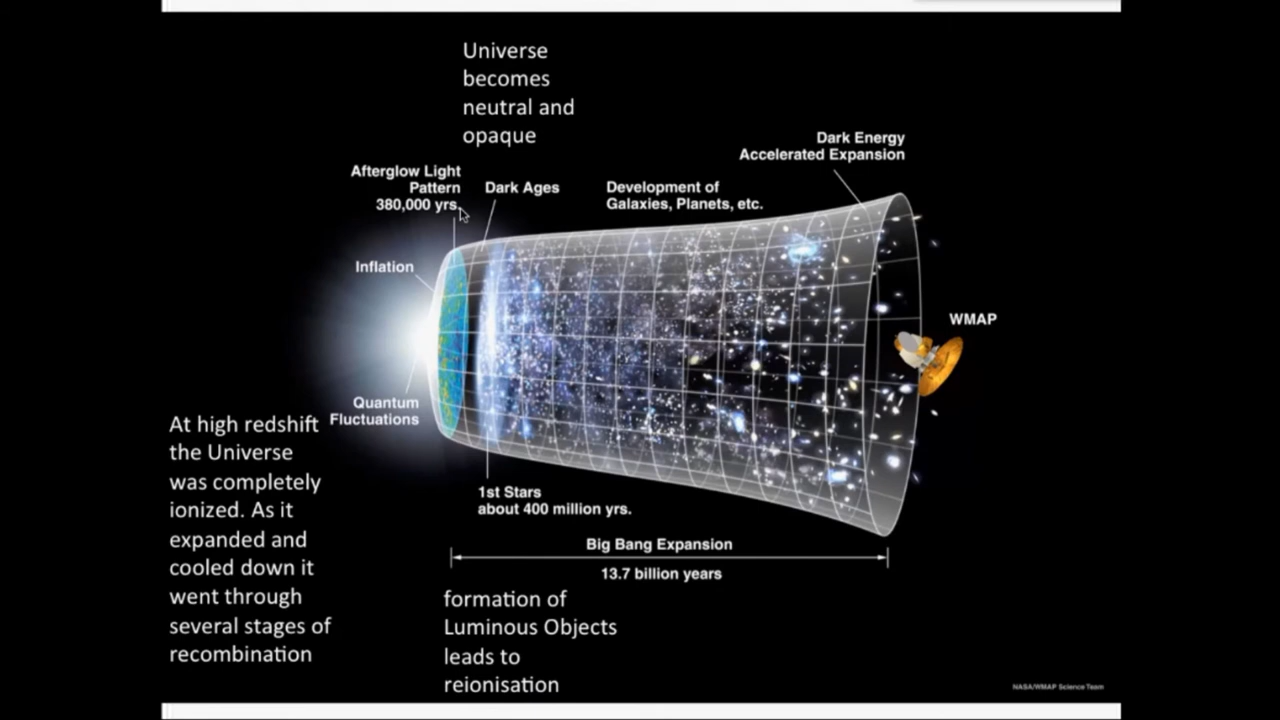 Universe
becomes
neutral and
opaque
Dark Energy
Accelerated Expansion
Afterglow Light
Pattern
380,000 yrs.
Dark Ages
Development of
Galaxies, Planets, etc.
Inflation
WMAP
Quantum
Fluctuations
At high redshift
the Universe
was completely
ionized. As it
expanded and
cooled down it
went through
several stages of
recombination
1st Stars
about 400 million yrs.
Big Bang Expansion
13.7 billion years
formation of
Luminous Objects
leads to
reionisation
NASA/WMAP Science Team